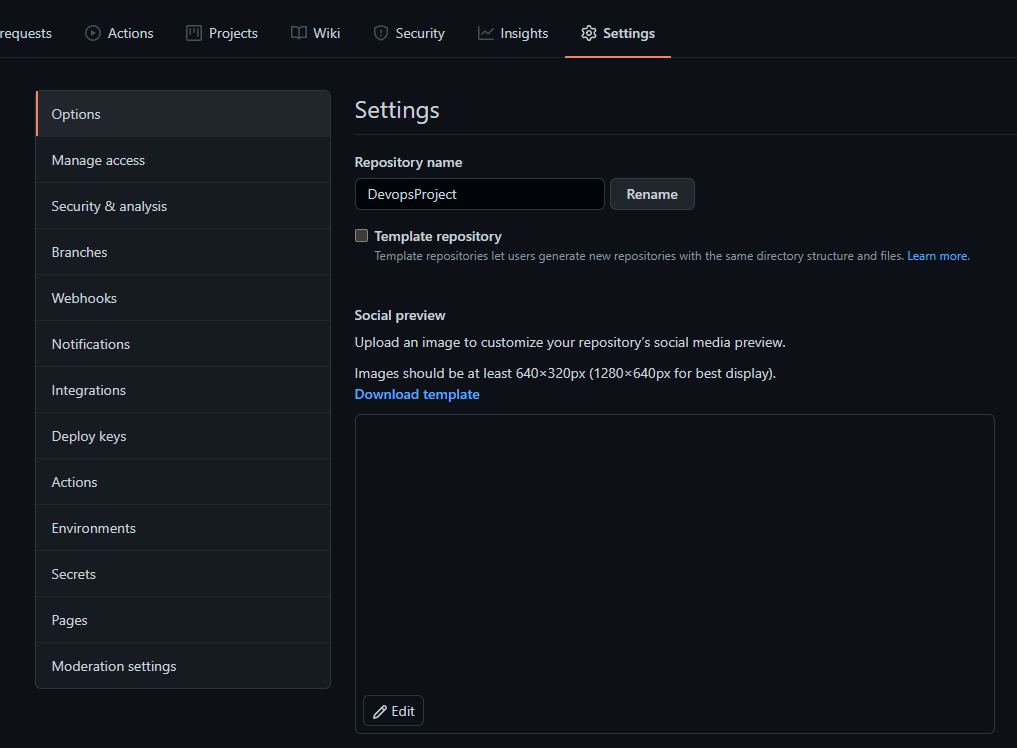 requests Actions Projects Wiki Security Insights Settings
Options
Manage access
Security & analysis
Branches
Webhooks
Notifications
Integrations
Deploy keys
Actions
Environments
Secrets
Pages
Moderation settings
Settings
Repository name
DevopsProject Rename
Template repository
Template repositories let users generate new repositories with the same directory structure and files. Learn more.
Social preview
Upload an image to customize your repository’s social media preview.
Images should be at least 640×320px (1280×640px for best display).
Download template
Edit